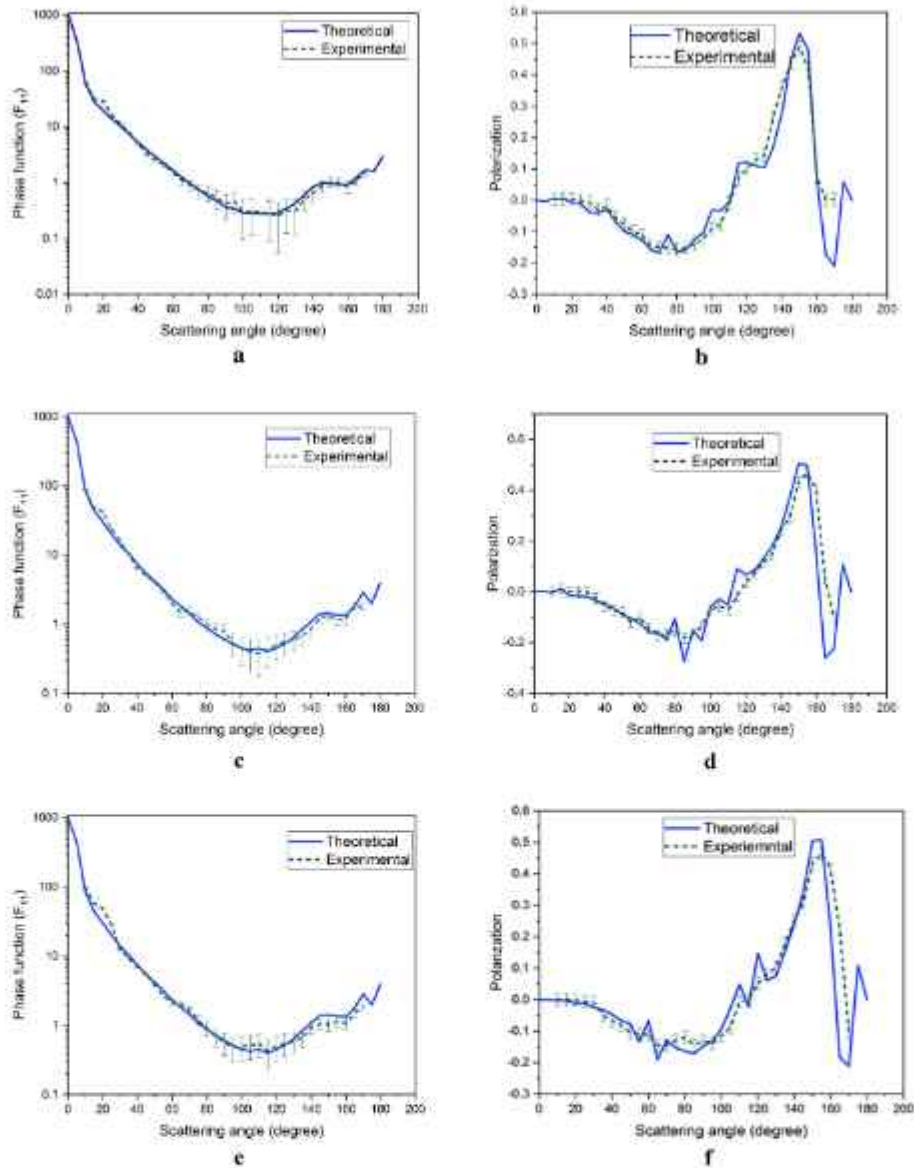 Theoretical
Experimental
Phase function (F11)
1000
100
10
1
0.1
0.01
0 20 40 60 80 100 120 140 160 180 200
Scattering angle (degree)
a
Theoretical
Experimental
Polarization
0.6
0.5
0.4
0.3
0.2
0.1
0.0
-0.1
-0.2
-0.3
0 20 40 60 80 100 120 140 160 180 200
Scattering angle (degree)
b
Theoretical
Experimental
Phase function (F11)
1000
100
10
1
0.1
0 20 40 60 80 100 120 140 160 180 200
Scattering angle (degree)
c
Theoretical
Experimental
Polarization
0.6
0.4
0.2
0.0
-0.2
-0.4
0 20 40 60 80 100 120 140 160 180 200
Scattering angle (degree)
d
Theoretical
Experimental
Phase function (F11)
1000
100
10
1
0.1
0 20 40 60 80 100 120 140 160 180 200
Scattering angle (degree)
e
Theoretical
Experiemntal
Polarization
0.6
0.5
0.4
0.3
0.2
0.1
0.0
-0.1
-0.2
-0.3
0 20 40 60 80 100 120 140 160 180 200
Scattering angle (degree)
f